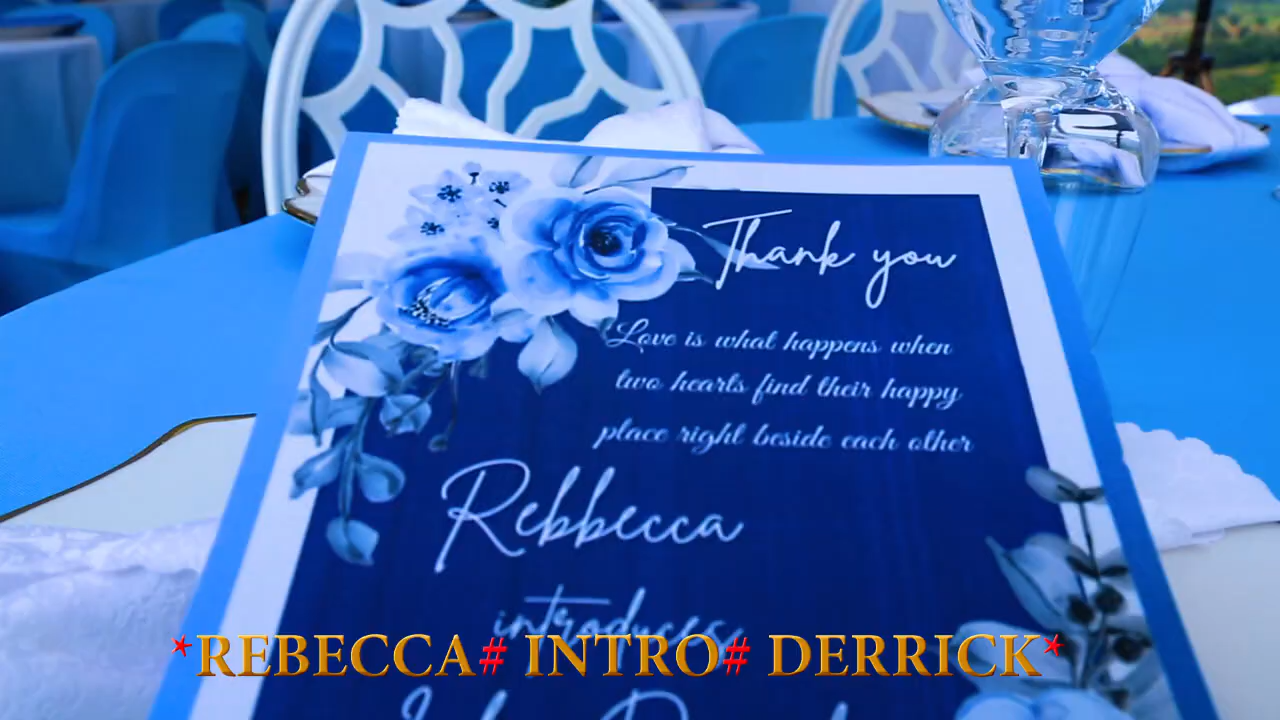 Thank you
Love is what happens when
two hearts find their happy
place right beside each other
Rebbecca
introduces
*REBECCA# INTRO# DERRICK*